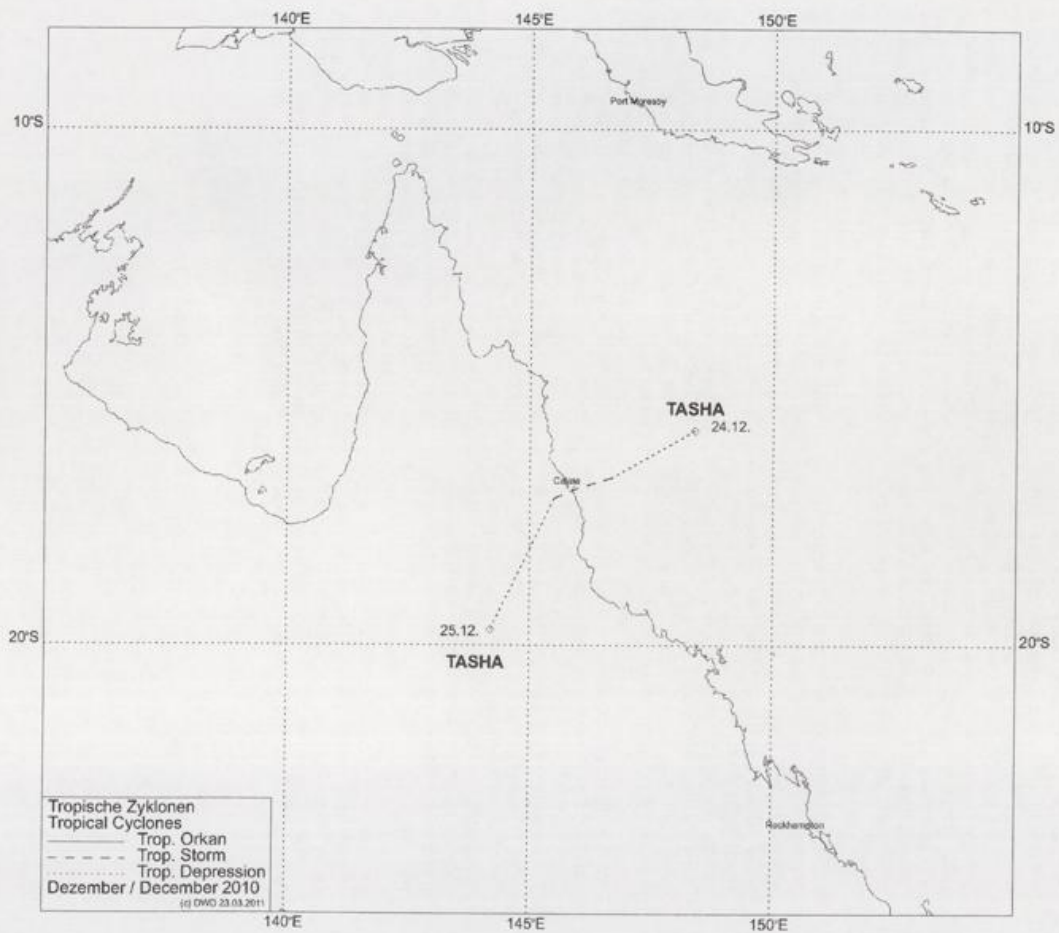 140°E 145°E 150°E
Port Moresby
10°S 10°S
TASHA
24.12.
Cairns
25.12.
20°S 20°S
TASHA
Tropische Zyklonen
Tropical Cyclones
Trop. Orkan
Trop. Storm
Trop. Depression
Dezember / December 2010
(c) DWD 23.03.2011
Rockhampton
140°E 145°E 150°E